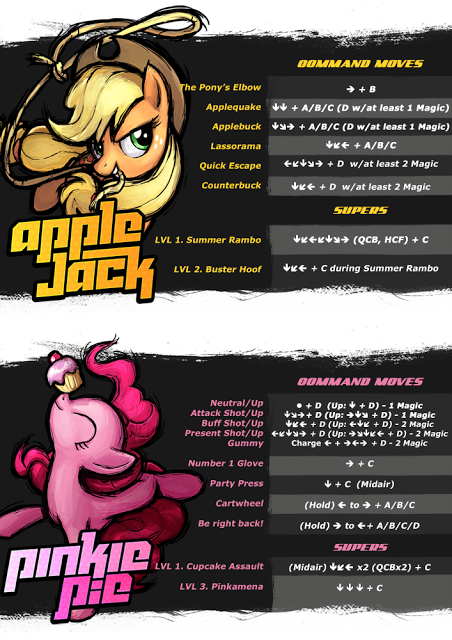 COMMAND MOVES
The Pony's Elbow → + B
Applequake ↓↓ + A/B/C (D w/at least 1 Magic)
Applebuck ↓↘→ + A/B/C (D w/at least 1 Magic)
Lassorama ↓↙← + A/B/C
Quick Escape ←↙↓↘→ + D w/at least 2 Magic
Counterbuck ↓↙← + D w/at least 2 Magic
SUPERS
LVL 1. Summer Rambo ↓↙←↙↓↘→ (QCB, HCF) + C
LVL 2. Buster Hoof ↓↙← + C during Summer Rambo
apple
Jack
COMMAND MOVES
Neutral/Up ● + D (Up: ↓ + D) - 1 Magic
Attack Shot/Up ↓↘→ + D (Up: →↓↘ + D) - 1 Magic
Buff Shot/Up ↓↙← + D (Up: ←↓↙ + D) - 2 Magic
Present Shot/Up ←↙↓↘→ + D (Up: →↘↓↙← + D) - 2 Magic
Gummy Charge ← + →←→ + D - 2 Magic
Number 1 Glove → + C
Party Press ↓ + C (Midair)
Cartwheel (Hold) ← to → + A/B/C
Be right back! (Hold) → to ← + A/B/C/D
SUPERS
LVL 1. Cupcake Assault (Midair) ↓↙← x2 (QCBx2) + C
LVL 3. Pinkamena ↓↓↓ + C
pinkie
pie